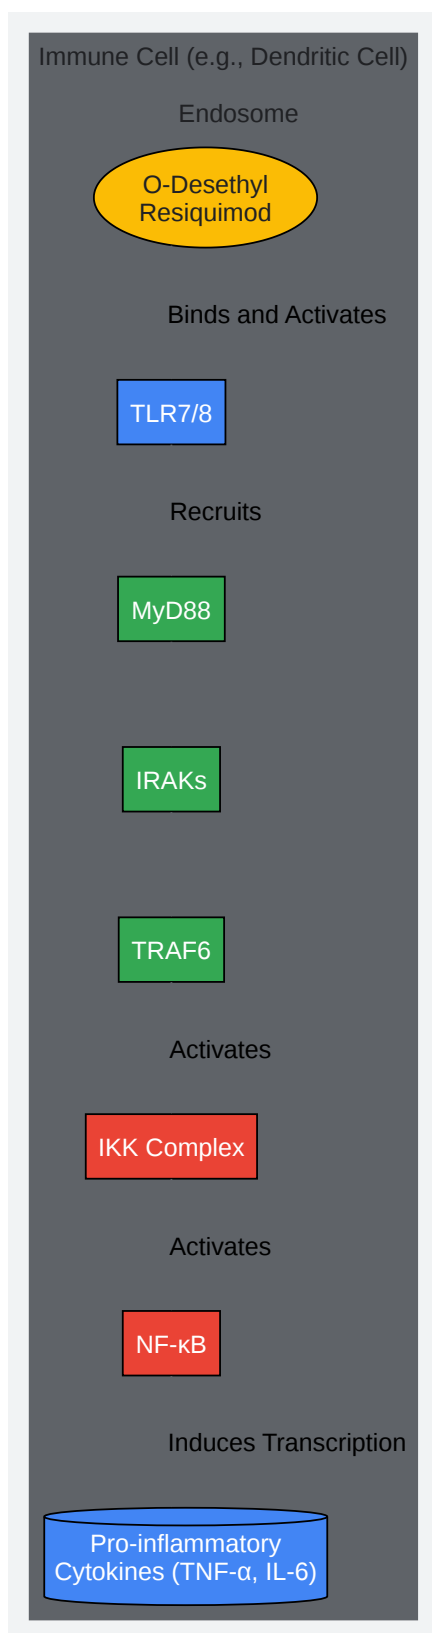 Immune Cell (e.g., Dendritic Cell)
Endosome
O-Desethyl
Resiquimod
Binds and Activates
TLR7/8
Recruits
MyD88
IRAKs
TRAF6
Activates
IKK Complex
Activates
NF-κB
Induces Transcription
Pro-inflammatory
Cytokines (TNF-α, IL-6)